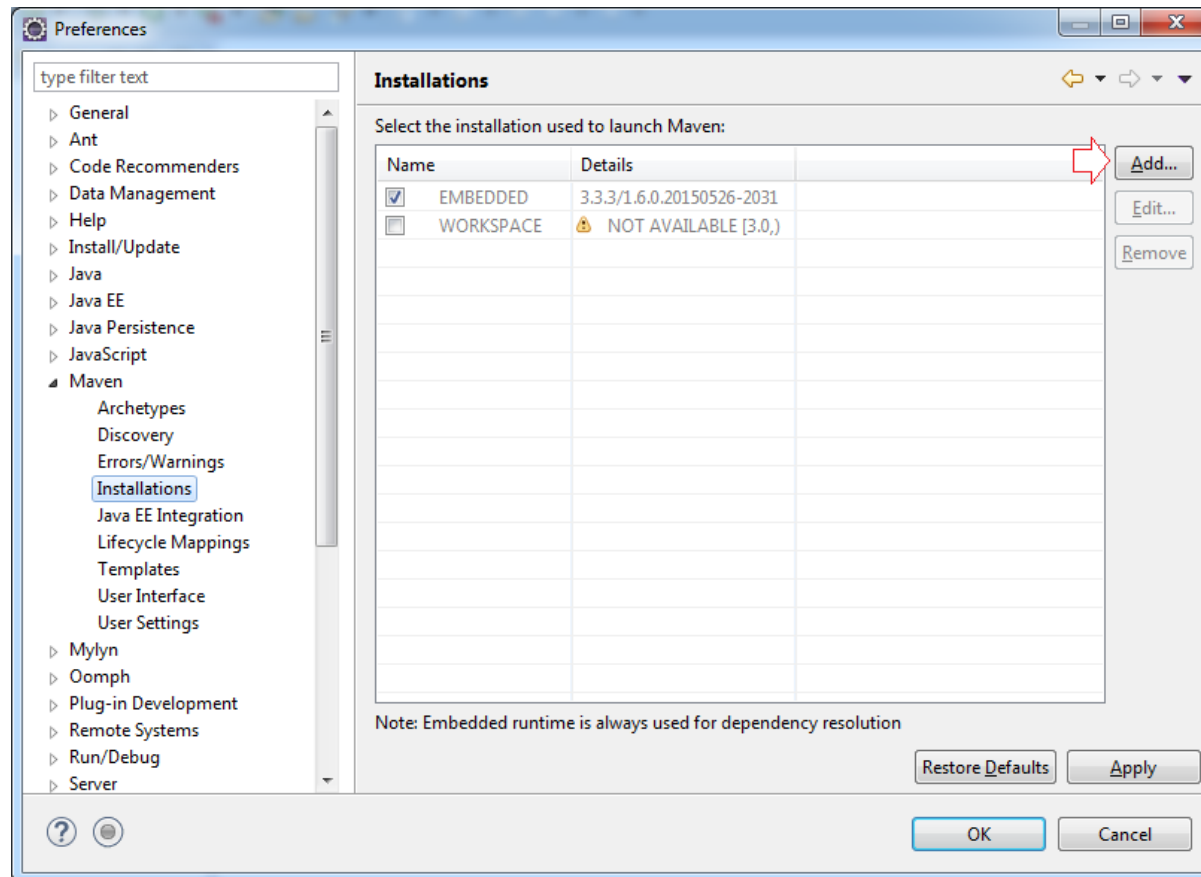 Preferences
type filter text
General
Ant
Code Recommenders
Data Management
Help
Install/Update
Java
Java EE
Java Persistence
JavaScript
Maven
Archetypes
Discovery
Errors/Warnings
Installations
Java EE Integration
Lifecycle Mappings
Templates
User Interface
User Settings
Mylyn
Oomph
Plug-in Development
Remote Systems
Run/Debug
Server
Installations
Select the installation used to launch Maven:
Name Details
EMBEDDED 3.3.3/1.6.0.20150526-2031
WORKSPACE NOT AVAILABLE [3.0,)
Add...
Edit...
Remove
Note: Embedded runtime is always used for dependency resolution
Restore Defaults Apply
OK Cancel